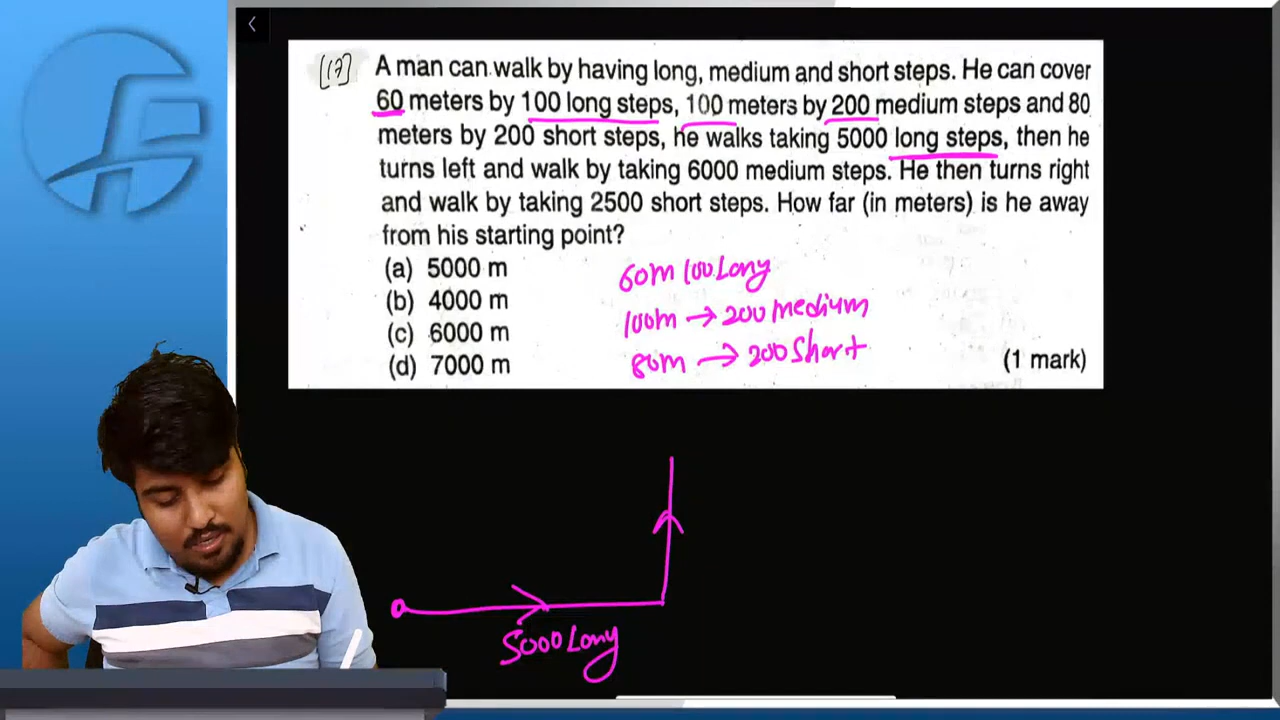 [17] A man can walk by having long, medium and short steps. He can cover
60 meters by 100 long steps, 100 meters by 200 medium steps and 80
meters by 200 short steps, he walks taking 5000 long steps, then he
turns left and walk by taking 6000 medium steps. He then turns right
and walk by taking 2500 short steps. How far (in meters) is he away
from his starting point?
(a) 5000 m
(b) 4000 m
(c) 6000 m
(d) 7000 m
(1 mark)
60m 100 Long
100m → 200 medium
80m → 200 Short
5000 Long